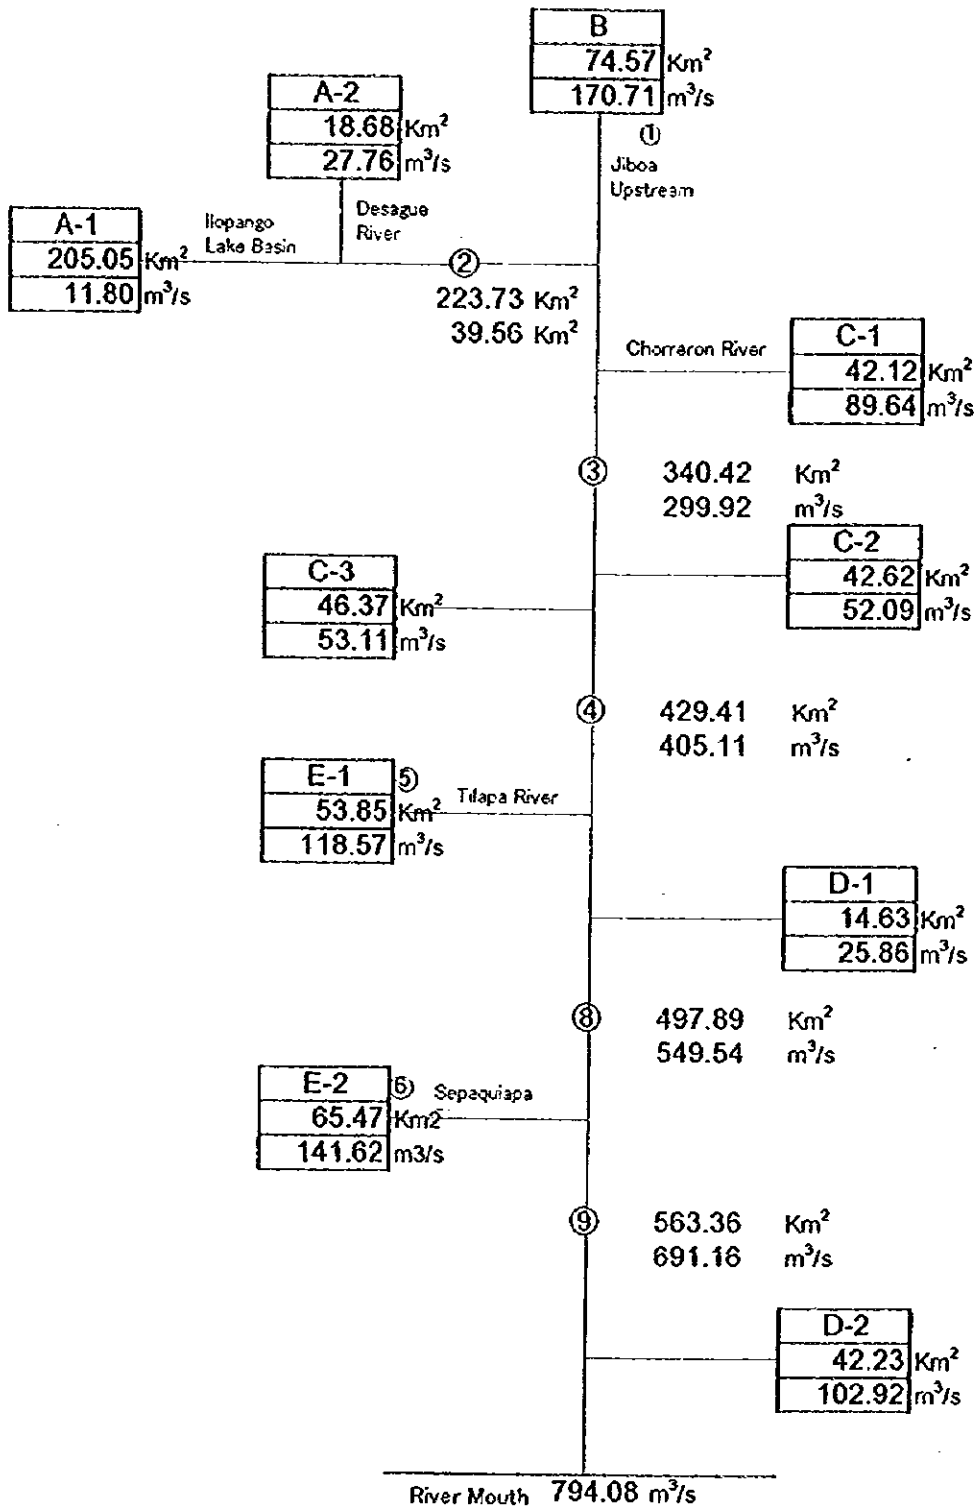 B
74.57 Km²
170.71 m³/s
①
Jiboa
Upstream
A-2
18.68 Km²
27.76 m³/s
Desague
River
A-1
205.05 Km²
11.80 m³/s
Ilopango
Lake Basin
②
223.73 Km²
39.56 Km²
Chorreron River
C-1
42.12 Km²
89.64 m³/s
③ 340.42 Km²
299.92 m³/s
C-2
42.62 Km²
52.09 m³/s
C-3
46.37 Km²
53.11 m³/s
④ 429.41 Km²
405.11 m³/s
E-1 ⑤
53.85 Km²
118.57 m³/s
Tilapa River
D-1
14.63 Km²
25.86 m³/s
⑧ 497.89 Km²
549.54 m³/s
E-2 ⑥
65.47 Km2
141.62 m3/s
Sepaquiapa
⑨ 563.36 Km²
691.16 m³/s
D-2
42.23 Km²
102.92 m³/s
River Mouth 794.08 m³/s